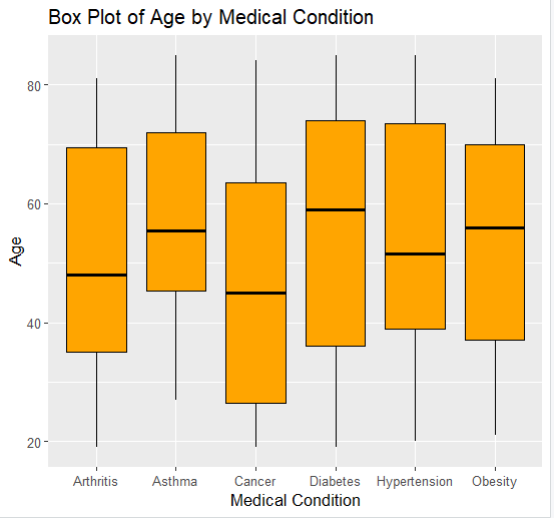 Box Plot of Age by Medical Condition
80
60
40
20
Age
Arthritis Asthma Cancer Diabetes Hypertension Obesity
Medical Condition